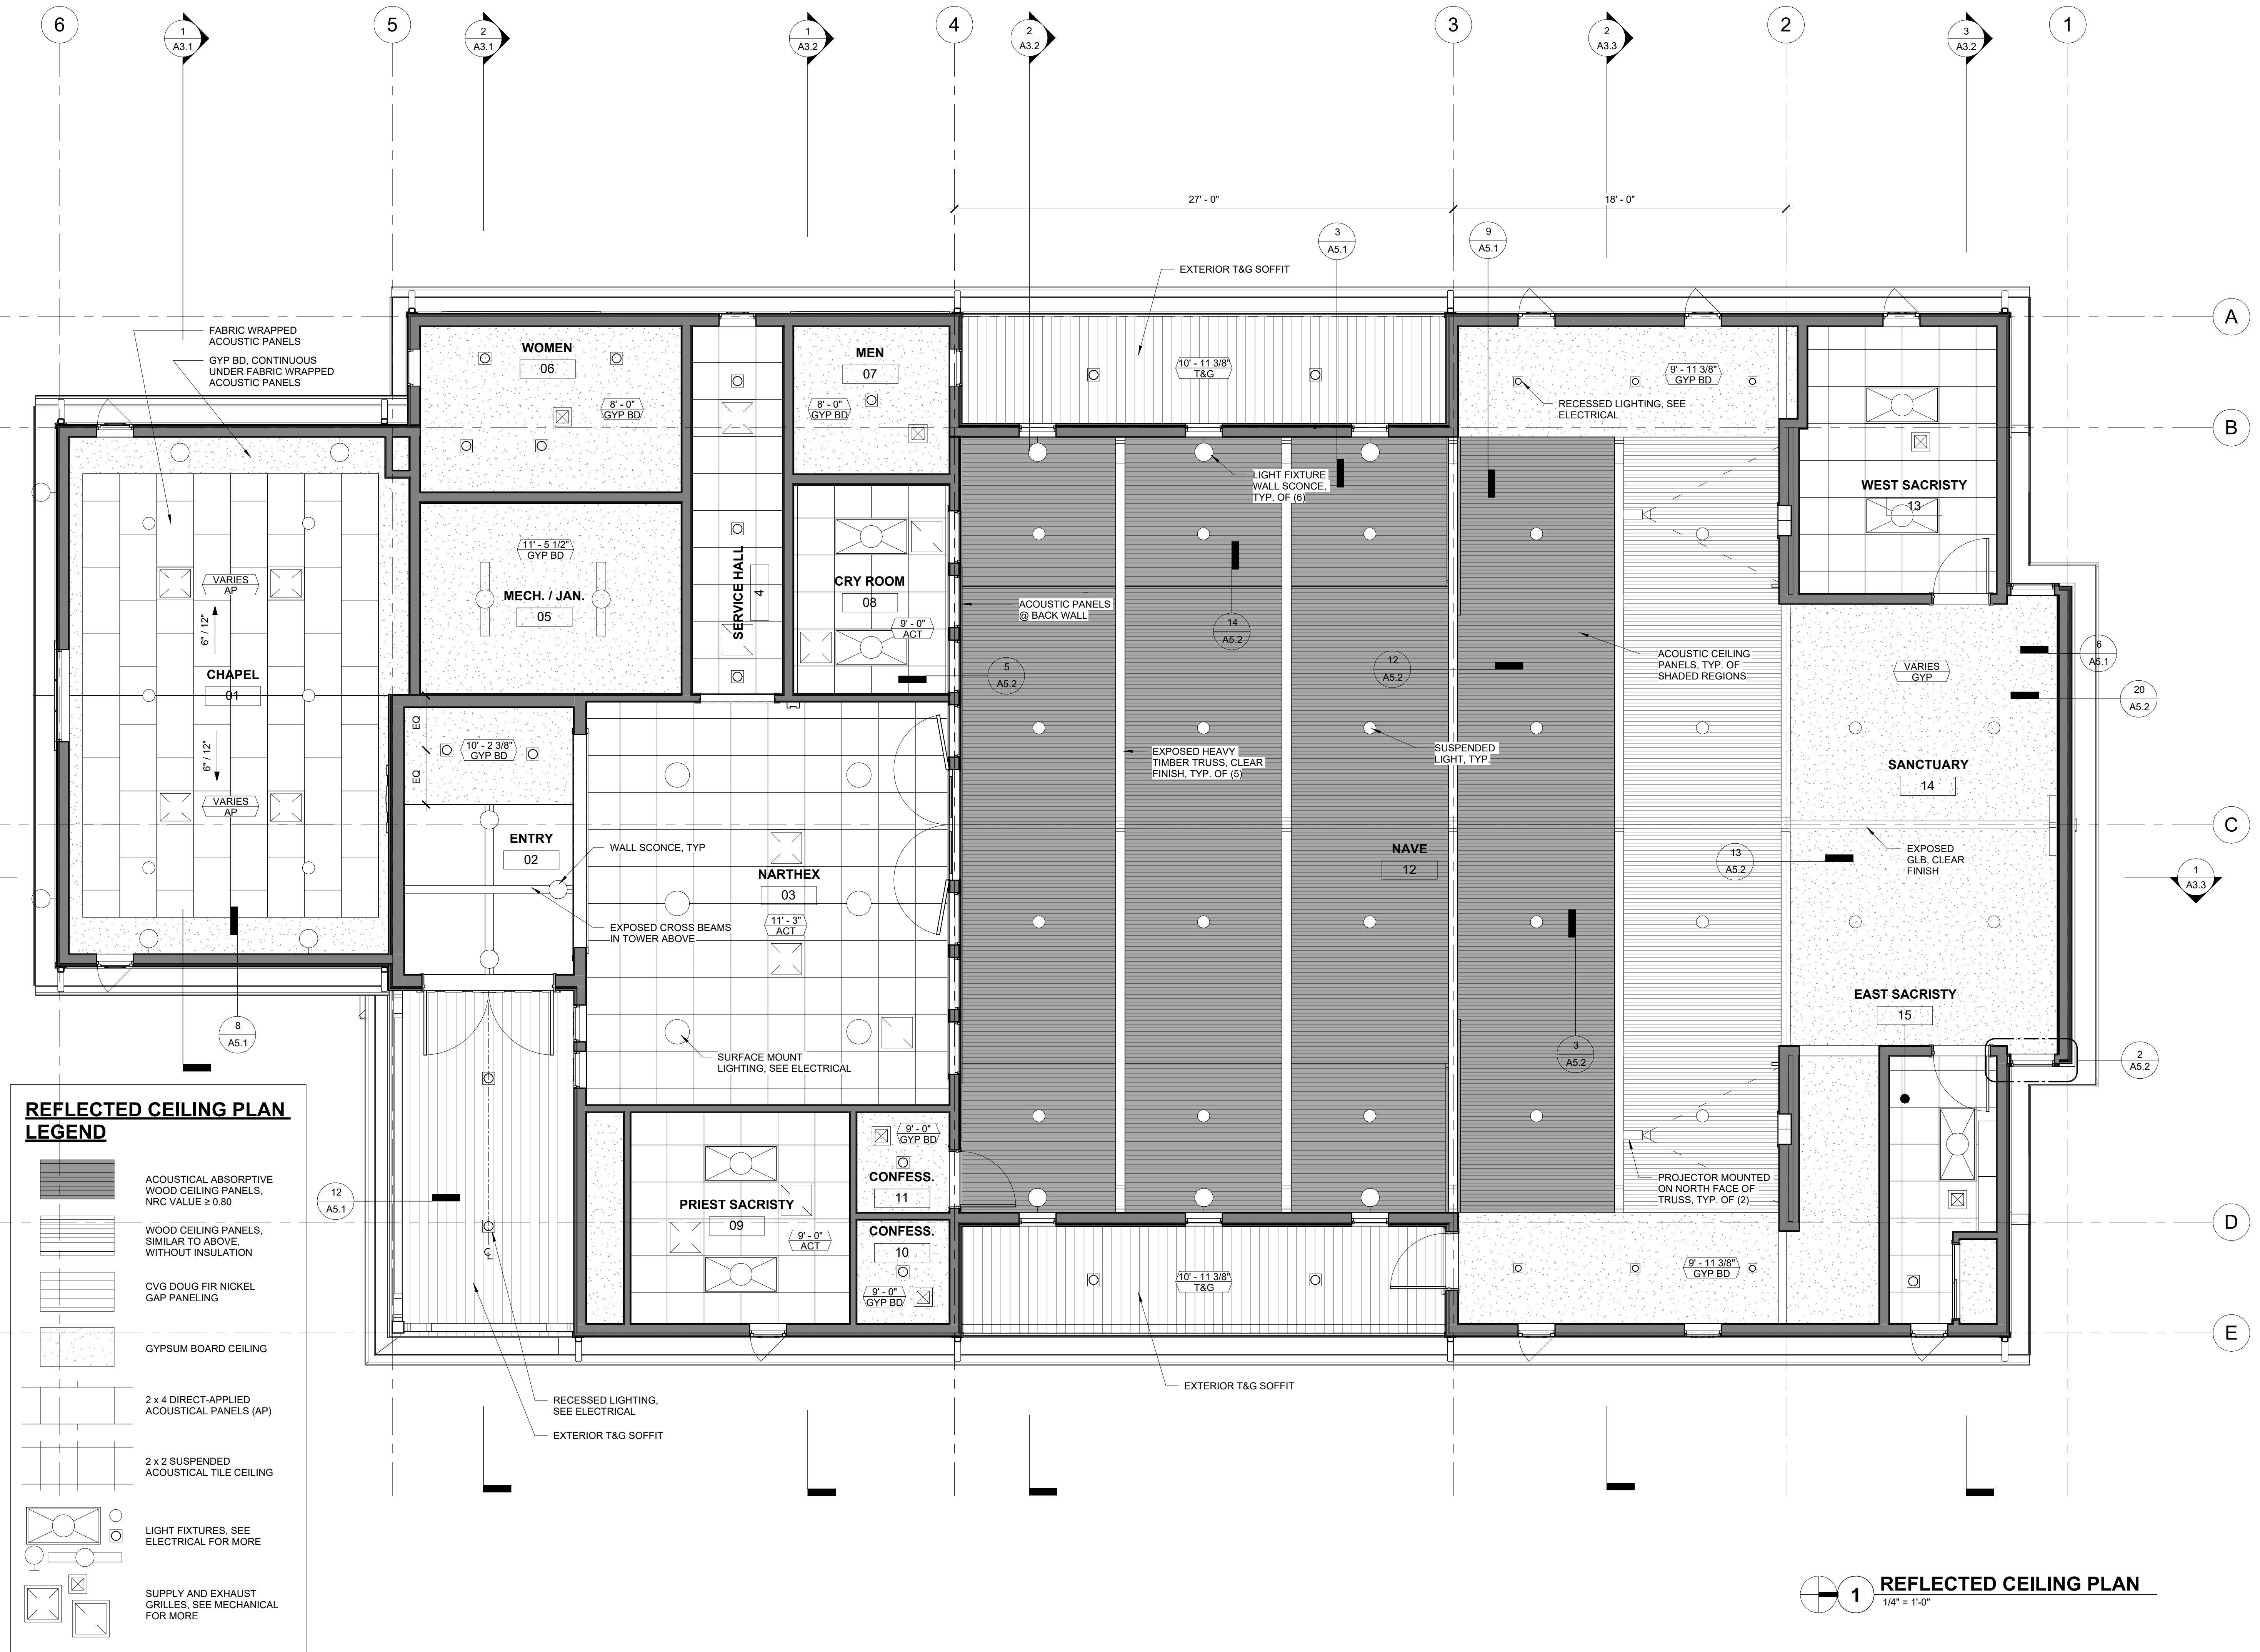 6
5
4
3
2
1
1
A3.1
2
A3.1
1
A3.2
2
A3.2
2
A3.3
3
A3.2
27' - 0"
18' - 0"
3
A5.1
9
A5.1
EXTERIOR T&G SOFFIT
A
B
C
D
E
FABRIC WRAPPED
ACOUSTIC PANELS
GYP BD, CONTINUOUS
UNDER FABRIC WRAPPED
ACOUSTIC PANELS
WOMEN
06
8' - 0"
GYP BD
MEN
07
8' - 0"
GYP BD
10' - 11 3/8"
T&G
9' - 11 3/8"
GYP BD
RECESSED LIGHTING, SEE
ELECTRICAL
LIGHT FIXTURE
WALL SCONCE,
TYP. OF (6)
WEST SACRISTY
13
11' - 5 1/2"
GYP BD
MECH. / JAN.
05
SERVICE HALL
4
CRY ROOM
08
9' - 0"
ACT
ACOUSTIC PANELS
@ BACK WALL
14
A5.2
5
A5.2
12
A5.2
ACOUSTIC CEILING
PANELS, TYP. OF
SHADED REGIONS
VARIES
GYP
6
A5.1
20
A5.2
VARIES
AP
6" / 12"
CHAPEL
01
6" / 12"
VARIES
AP
EQ
EQ
10' - 2 3/8"
GYP BD
EXPOSED HEAVY
TIMBER TRUSS, CLEAR
FINISH, TYP. OF (5)
SUSPENDED
LIGHT, TYP.
SANCTUARY
14
ENTRY
02
WALL SCONCE, TYP
NARTHEX
03
11' - 3"
ACT
EXPOSED CROSS BEAMS
IN TOWER ABOVE
NAVE
12
13
A5.2
EXPOSED
GLB, CLEAR
FINISH
1
A3.3
EAST SACRISTY
15
8
A5.1
SURFACE MOUNT
LIGHTING, SEE ELECTRICAL
3
A5.2
2
A5.2
REFLECTED CEILING PLAN
LEGEND
ACOUSTICAL ABSORPTIVE
WOOD CEILING PANELS,
NRC VALUE ≥ 0.80
WOOD CEILING PANELS,
SIMILAR TO ABOVE,
WITHOUT INSULATION
CVG DOUG FIR NICKEL
GAP PANELING
GYPSUM BOARD CEILING
2 x 4 DIRECT-APPLIED
ACOUSTICAL PANELS (AP)
2 x 2 SUSPENDED
ACOUSTICAL TILE CEILING
LIGHT FIXTURES, SEE
ELECTRICAL FOR MORE
SUPPLY AND EXHAUST
GRILLES, SEE MECHANICAL
FOR MORE
12
A5.1
℄
PRIEST SACRISTY
09
9' - 0"
ACT
9' - 0"
GYP BD
CONFESS.
11
CONFESS.
10
9' - 0"
GYP BD
10' - 11 3/8"
T&G
PROJECTOR MOUNTED
ON NORTH FACE OF
TRUSS, TYP. OF (2)
9' - 11 3/8"
GYP BD
RECESSED LIGHTING,
SEE ELECTRICAL
EXTERIOR T&G SOFFIT
EXTERIOR T&G SOFFIT
1
REFLECTED CEILING PLAN
1/4" = 1'-0"